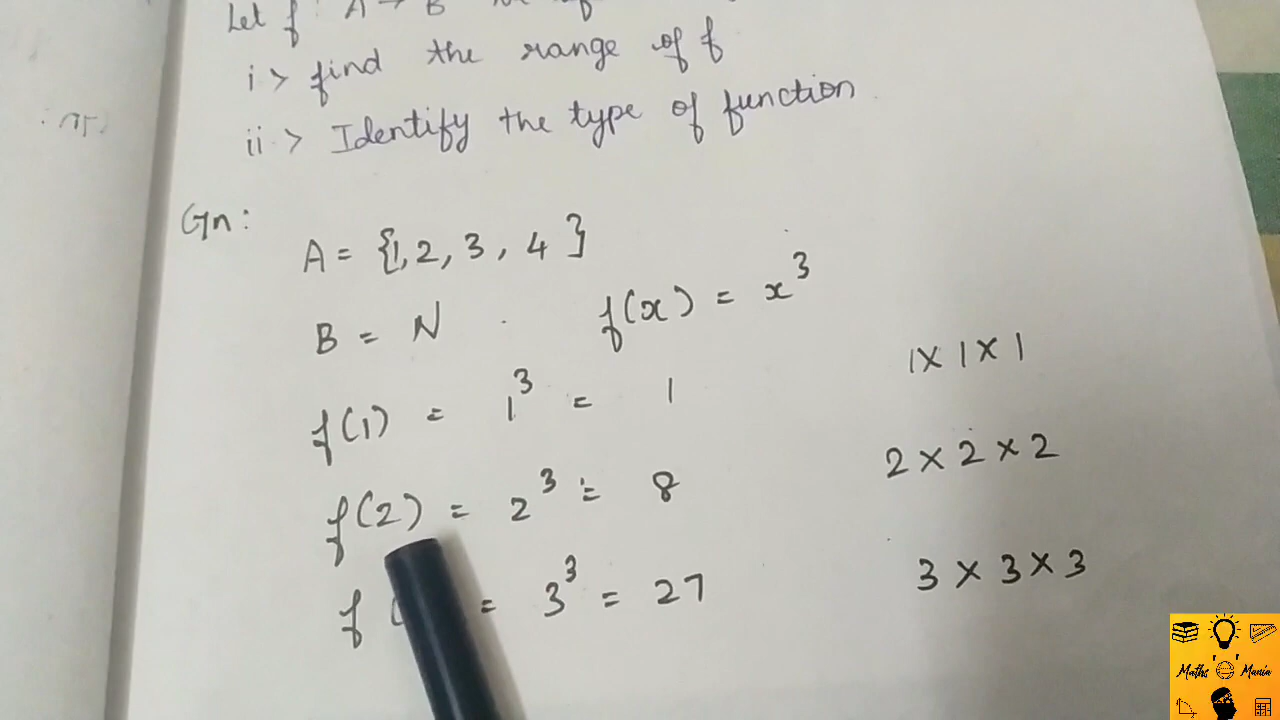 Let f : A → B
i > find the range of f
ii > Identify the type of function
Gn:
A = {1, 2, 3, 4 }
B = N . f(x) = x³
f(1) = 1³ = 1 1 × 1 × 1
f(2) = 2³ = 8 2 × 2 × 2
f ( = 3³ = 27 3 × 3 × 3
Maths Mania